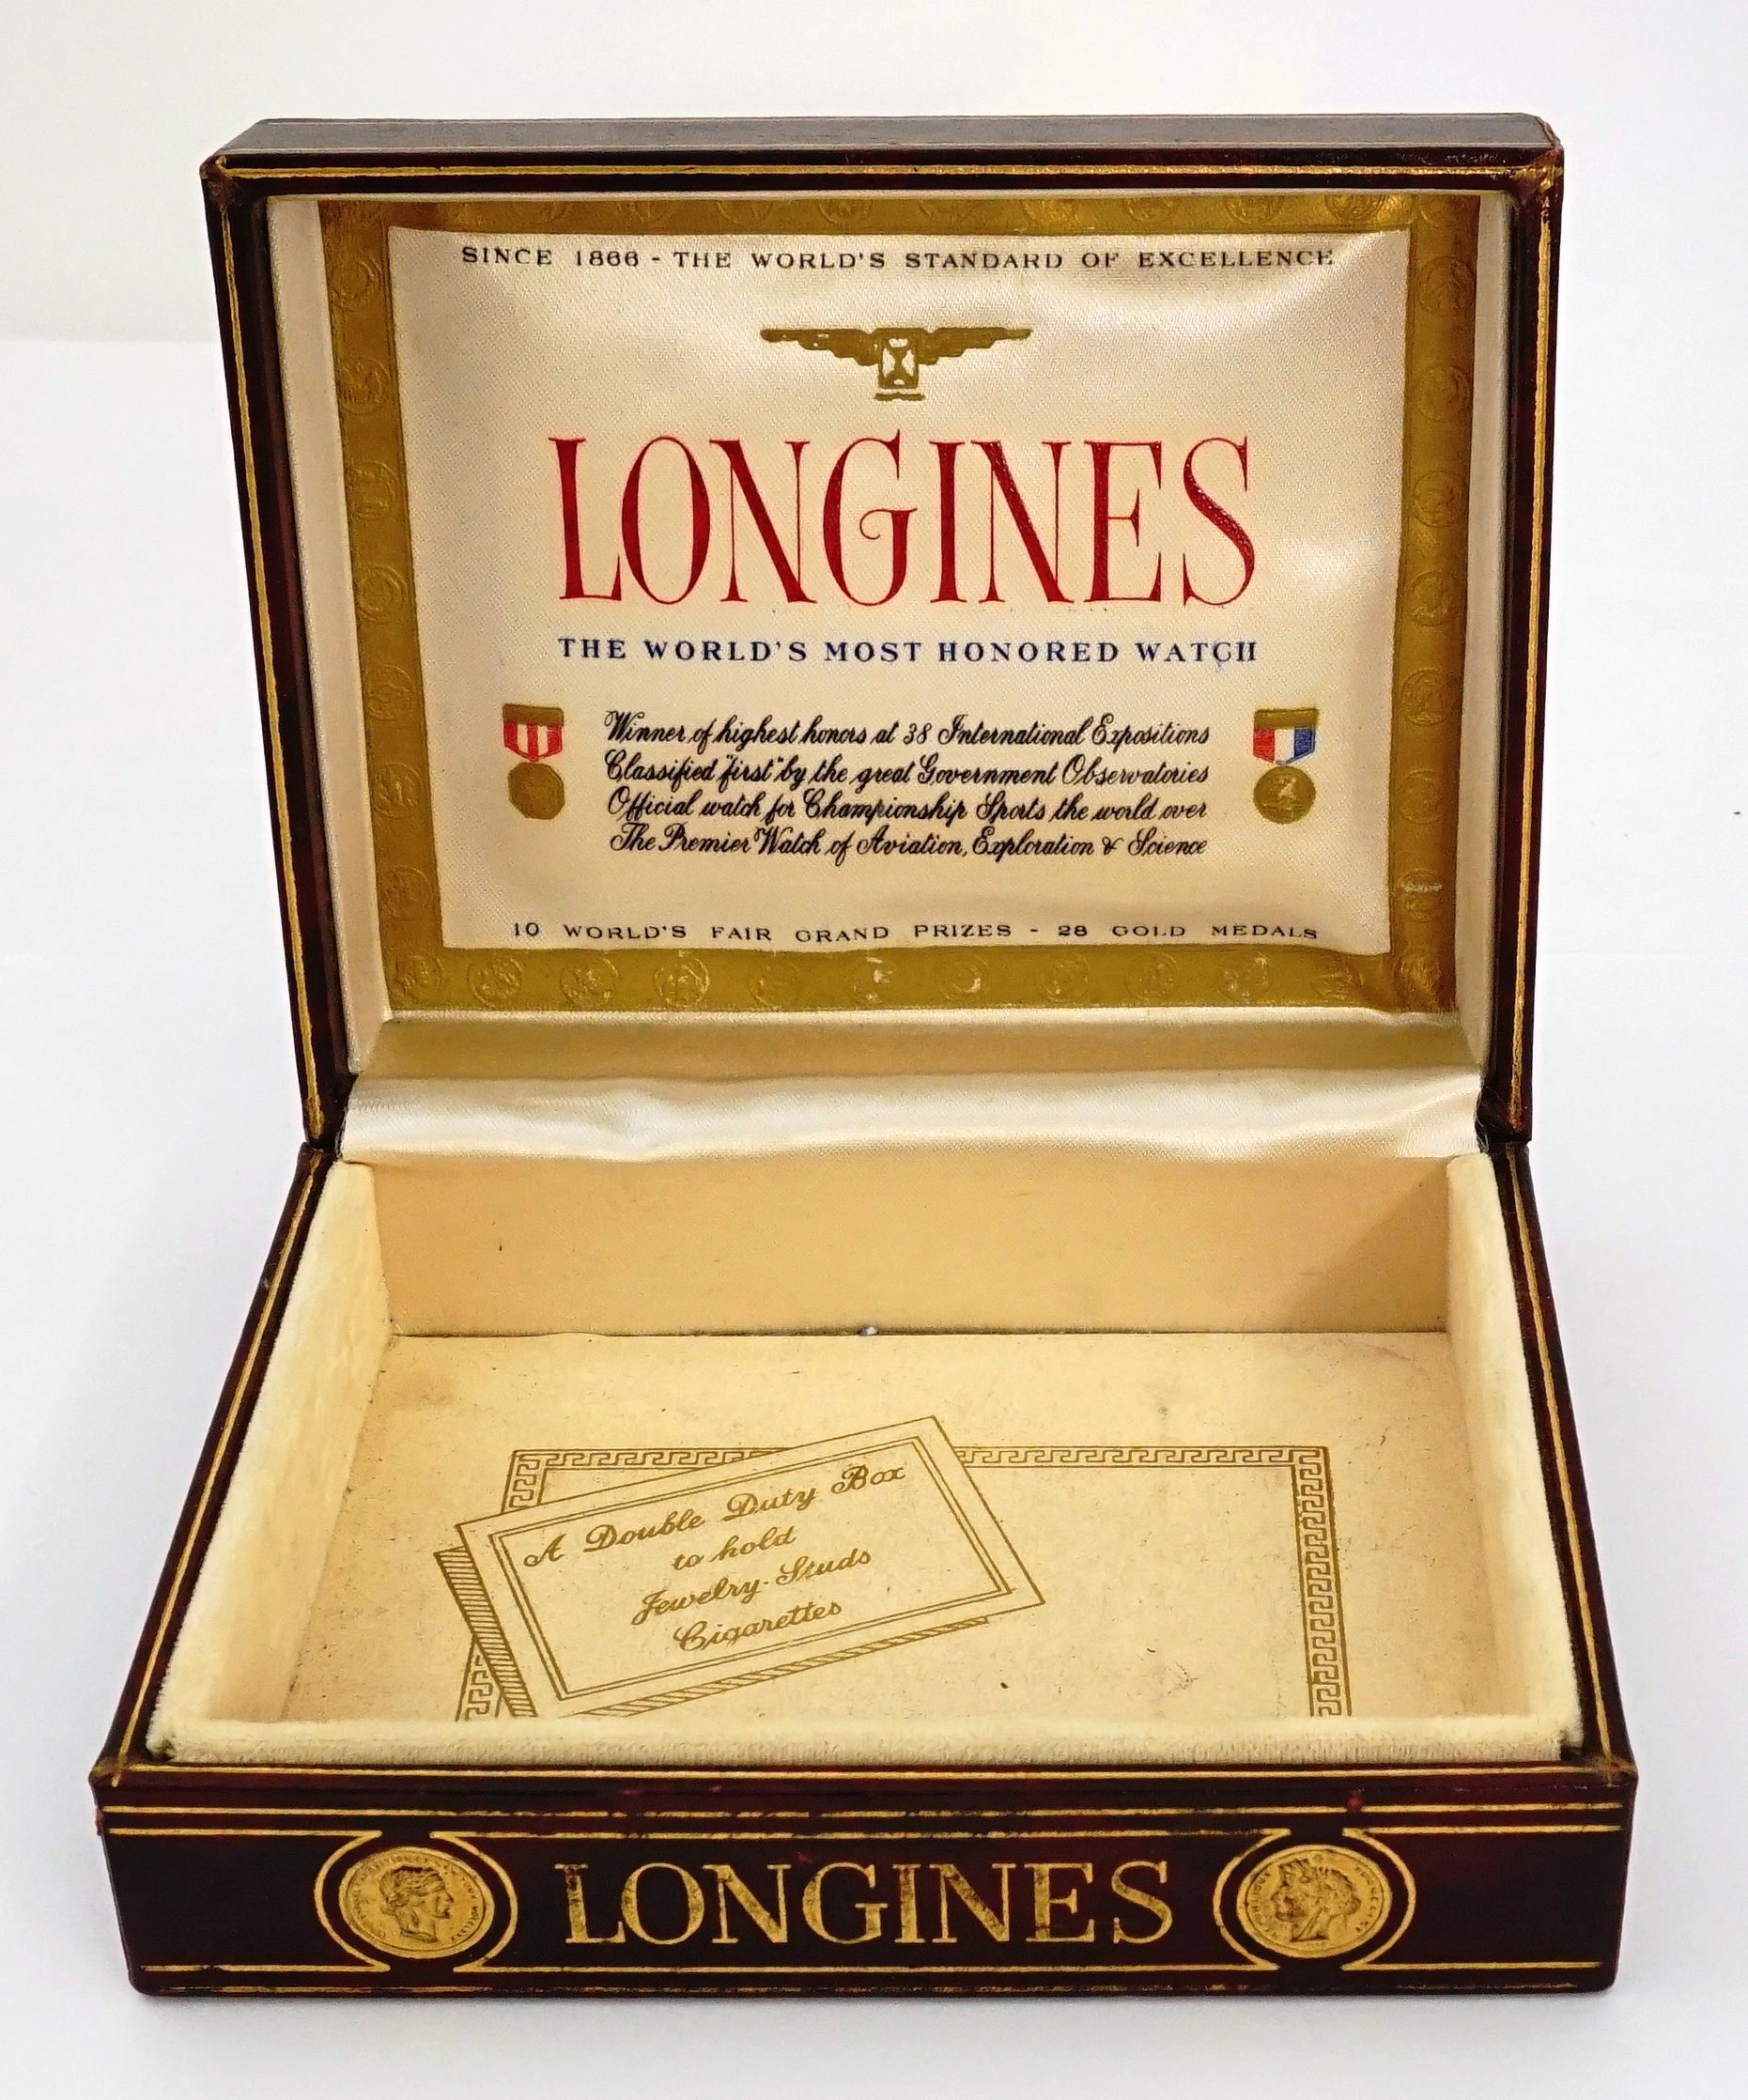 SINCE 1866 - THE WORLD'S STANDARD OF EXCELLENCE
LONGINES
THE WORLD'S MOST HONORED WATCH
Winner of highest honors at 38 International Expositions
Classified "first" by the great Government Observatories
Official watch for Championship Sports the world over
The Premier Watch of Aviation, Exploration & Science
10 WORLD'S FAIR GRAND PRIZES - 28 GOLD MEDALS
A Double Duty Box
to hold
Jewelry-Studs
Cigarettes
LONGINES